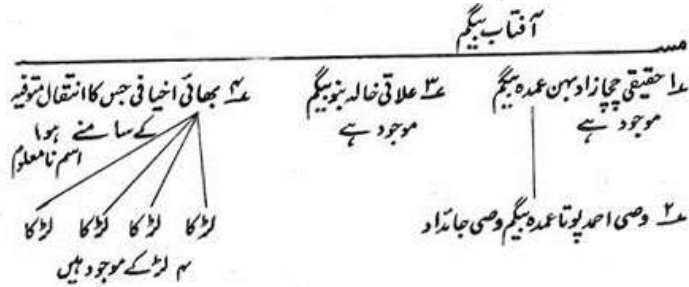 آفتاب بیگم
مسـ
۱؎ حقیقی چچازاد بہن عمدہ بیگم
موجود ہے
۳؎ علاتی خالہ بنو بیگم
موجود ہے
۴؎ بھائی اخیافی جس کا انتقال متوفیہ
کے سامنے ہوا
اسم نامعلوم
۲؎ وصی احمد پوتا عمدہ بیگم وصی جائداد
لڑکا لڑکا لڑکا لڑکا
۴ لڑکے موجود ہیں